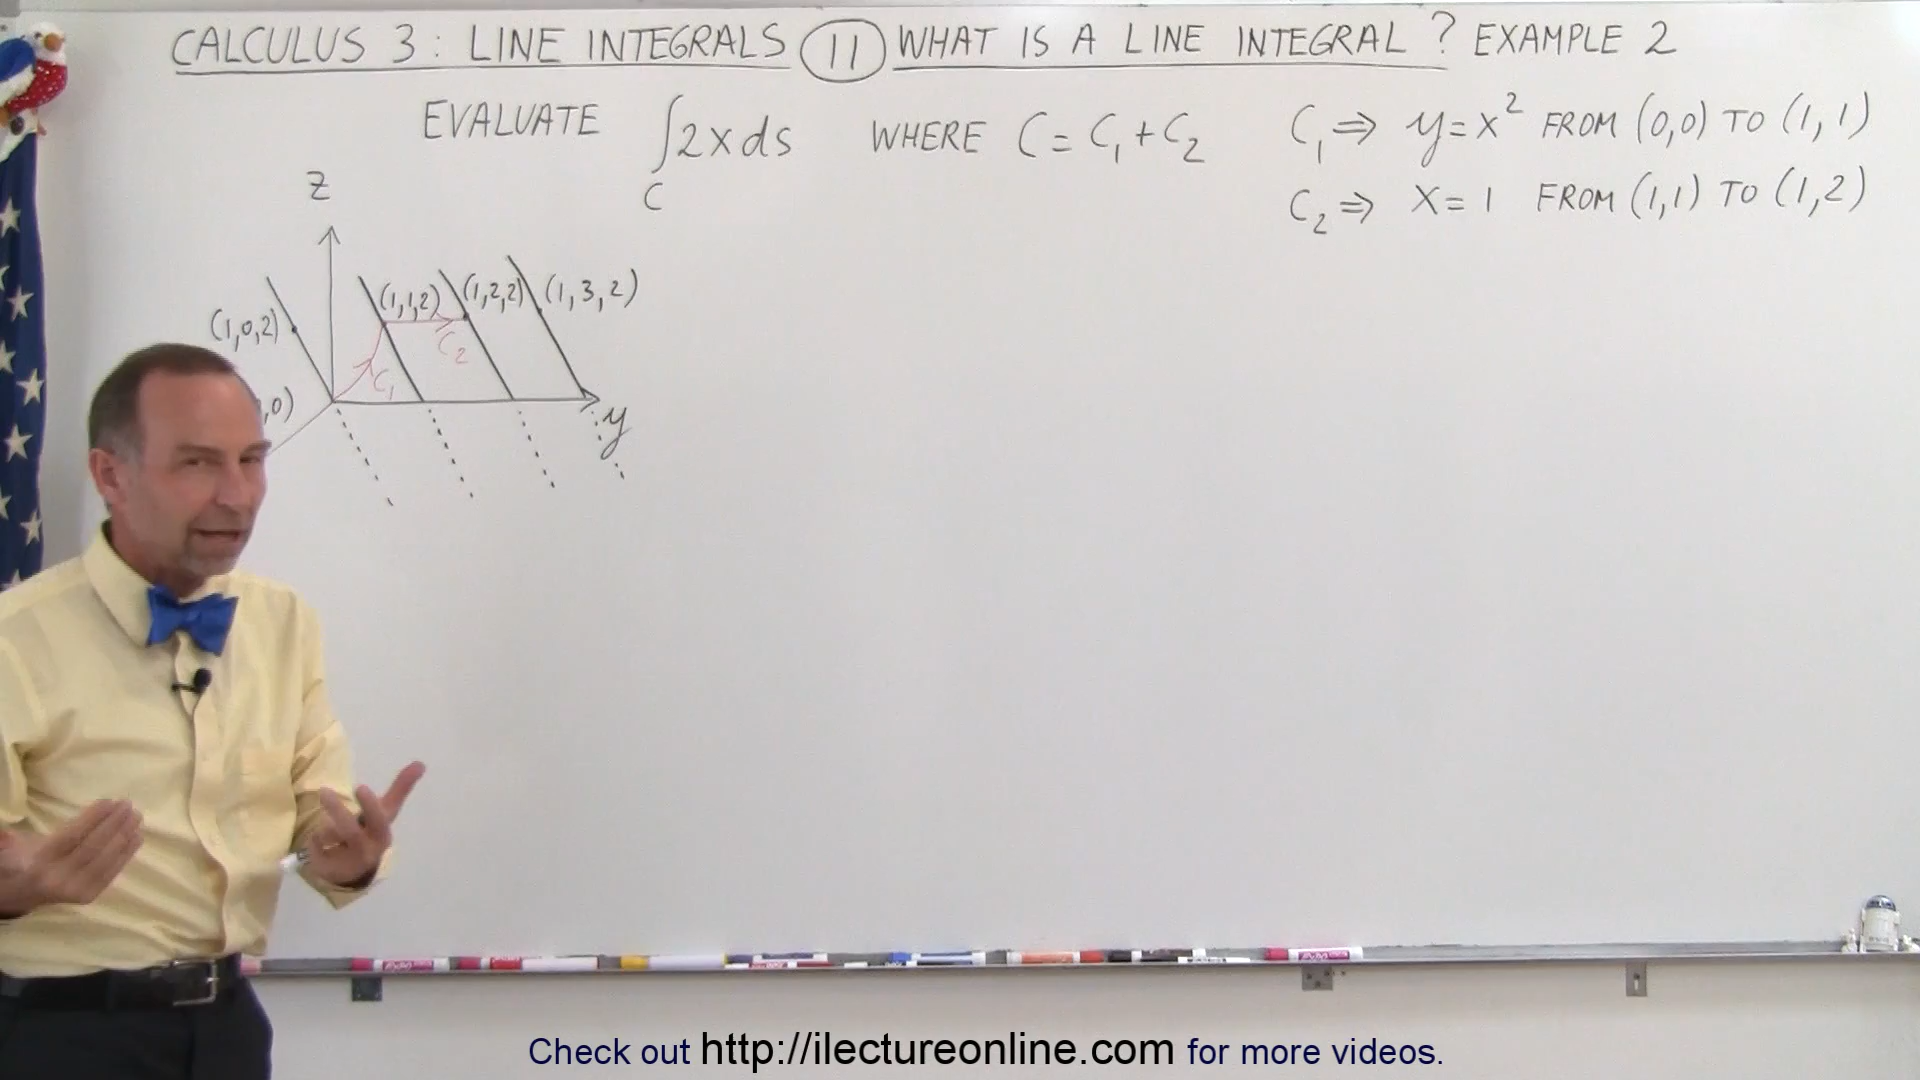 CALCULUS 3: LINE INTEGRALS 11 WHAT IS A LINE INTEGRAL? EXAMPLE 2
EVALUATE ∫ 2x ds WHERE C = C₁ + C₂
C
C₁ ⇒ y = x² FROM (0,0) TO (1,1)
C₂ ⇒ X = 1 FROM (1,1) TO (1,2)
Z
(1,0,2) (1,1,2) (1,2,2) (1,3,2)
C₁ C₂
,0)
y
Check out http://ilectureonline.com for more videos.